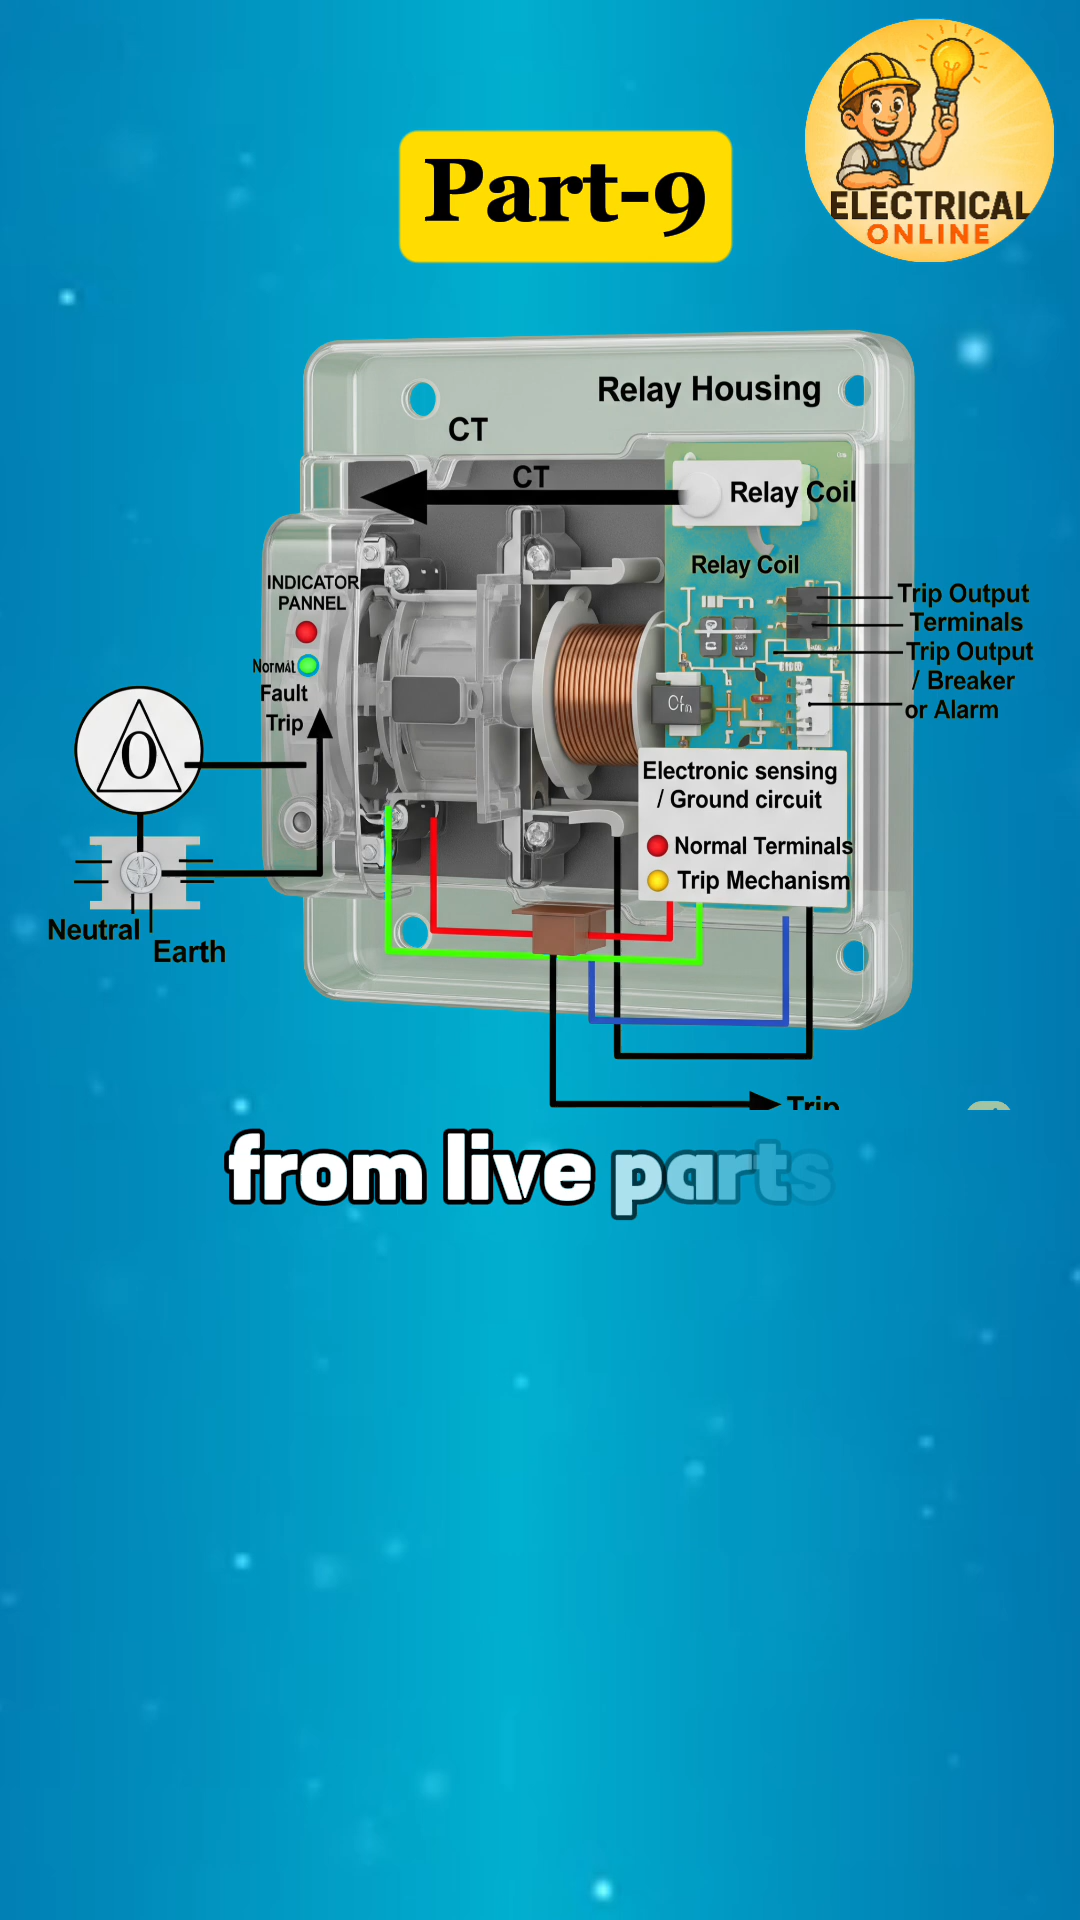 Part-9
ELECTRICAL
ONLINE
Relay Housing
CT
CT
Relay Coil
Relay Coil
INDICATOR
PANNEL
NORMAL
Fault
Trip
O
Neutral
Earth
Trip Output
Terminals
Trip Output
/ Breaker
or Alarm
Electronic sensing
/ Ground circuit
Normal Terminals
Trip Mechanism
Trip
from live parts